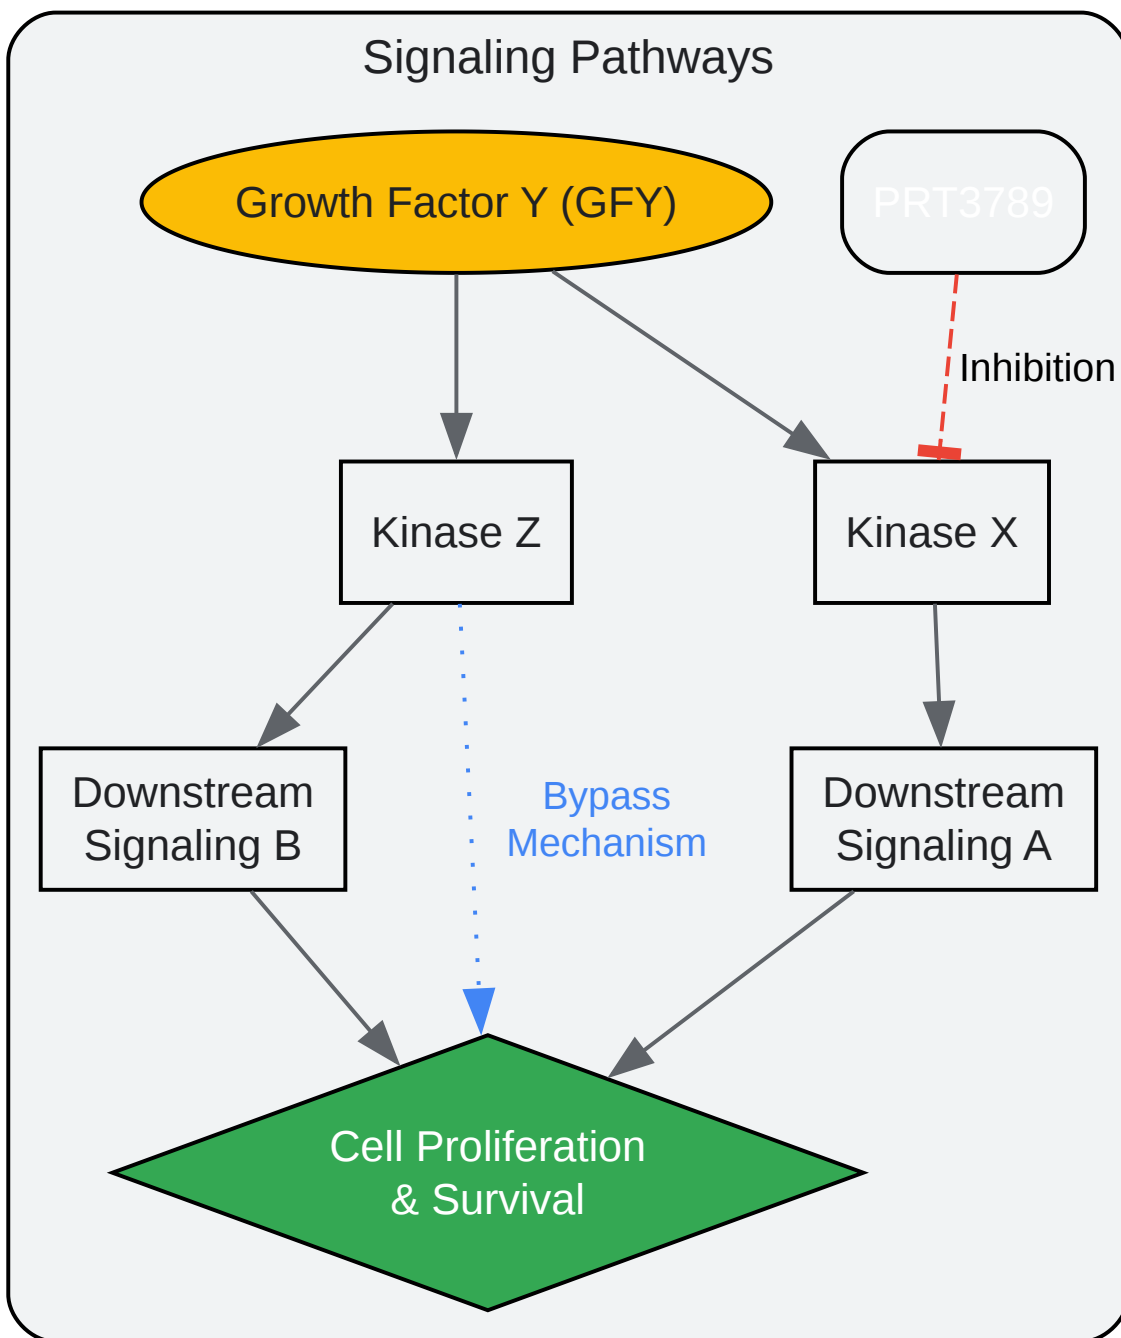 Signaling Pathways
Growth Factor Y (GFY)
PRT3789
Inhibition
Kinase Z
Kinase X
Downstream
Signaling B
Bypass
Mechanism
Downstream
Signaling A
Cell Proliferation
& Survival